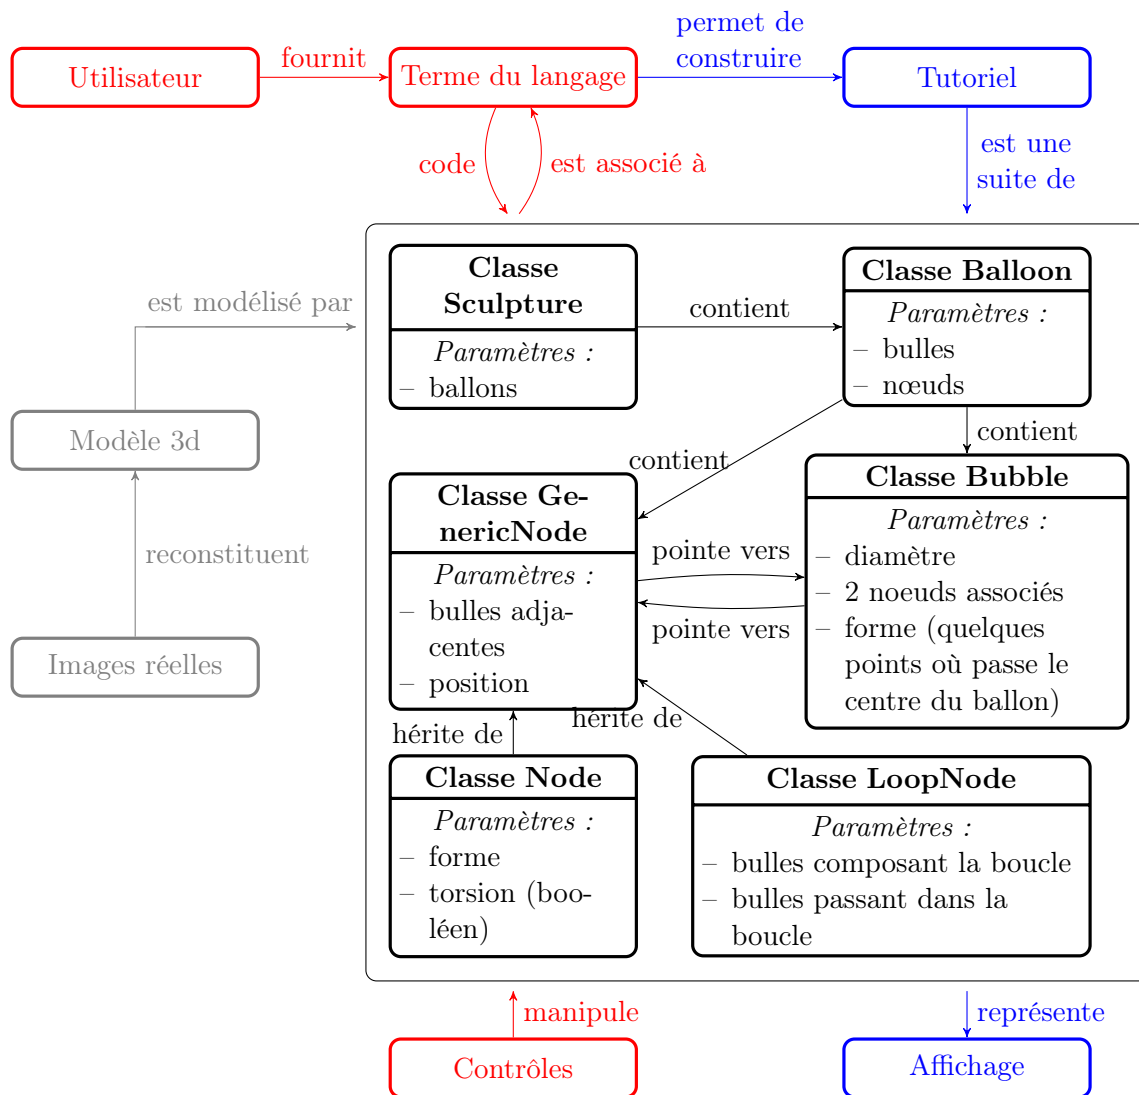 Utilisateur
fournit
Terme du langage
permet de
construire
Tutoriel
code
est associé à
est une
suite de
est modélisé par
Modèle 3d
reconstituent
Images réelles
Classe
Sculpture
Paramètres :
– ballons
contient
Classe Balloon
Paramètres :
– bulles
– nœuds
contient
contient
Classe Ge-
nericNode
Paramètres :
– bulles adja-
centes
– position
pointe vers
pointe vers
Classe Bubble
Paramètres :
– diamètre
– 2 noeuds associés
– forme (quelques
points où passe le
centre du ballon)
hérite de
hérite de
Classe Node
Paramètres :
– forme
– torsion (boo-
léen)
Classe LoopNode
Paramètres :
– bulles composant la boucle
– bulles passant dans la
boucle
manipule
Contrôles
représente
Affichage